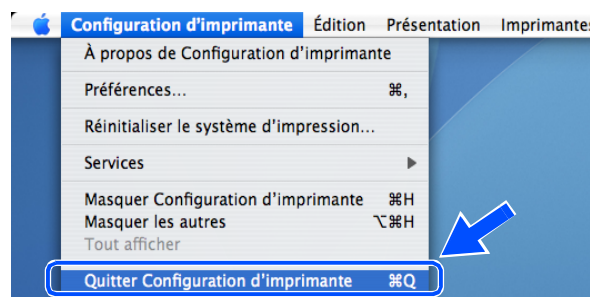 Configuration d'imprimante Édition Présentation Imprimantes
À propos de Configuration d'imprimante
Préférences... ⌘,
Réinitialiser le système d'impression...
Services
Masquer Configuration d'imprimante ⌘H
Masquer les autres ⌥⌘H
Tout afficher
Quitter Configuration d'imprimante ⌘Q